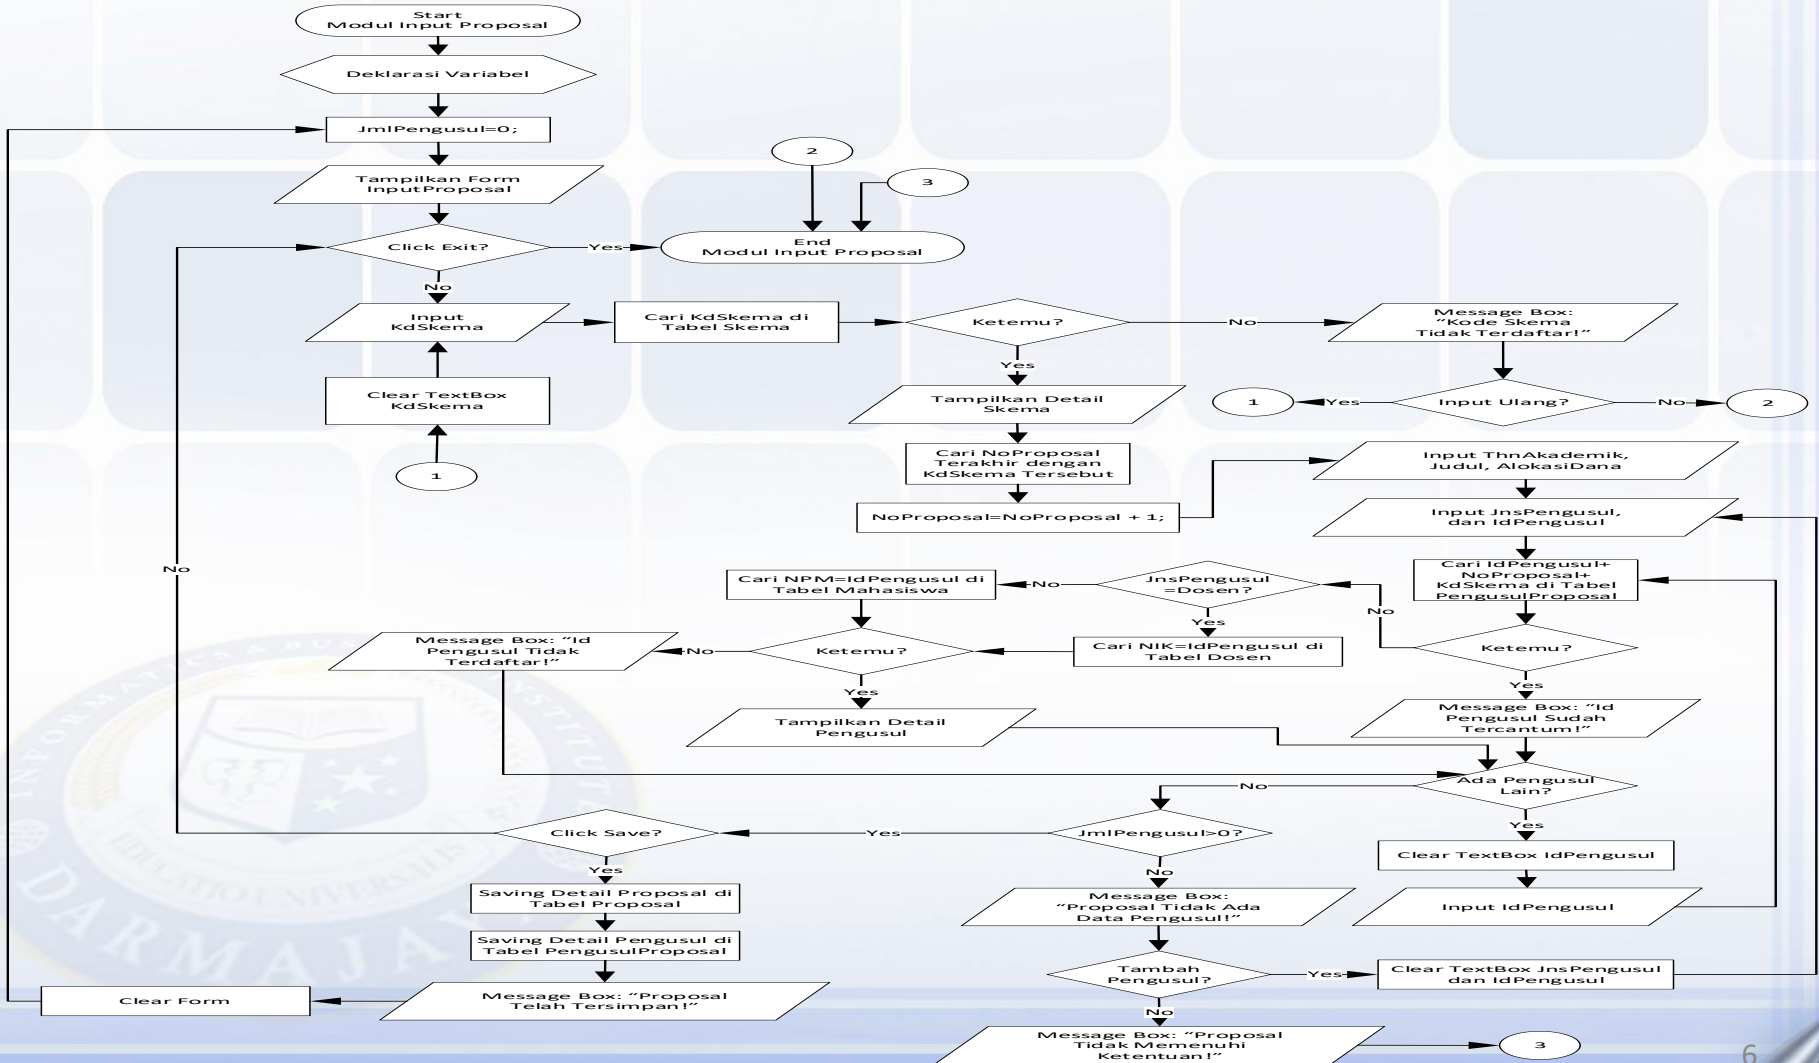 Start
Modul Input Proposal
Deklarasi Variabel
JmlPengusul=0;
Tampilkan Form
InputProposal
2
3
Click Exit?
Yes
End
Modul Input Proposal
No
Input
KdSkema
Cari KdSkema di
Tabel Skema
Ketemu?
No
Message Box:
“Kode Skema
Tidak Terdaftar!”
Yes
Clear TextBox
KdSkema
Tampilkan Detail
Skema
1
Yes
Input Ulang?
No
2
1
Cari NoProposal
Terakhir dengan
KdSkema Tersebut
Input ThnAkademik,
Judul, AlokasiDana
NoProposal=NoProposal + 1;
Input JnsPengusul,
dan IdPengusul
No
Cari NPM=IdPengusul di
Tabel Mahasiswa
No
JnsPengusul
=Dosen?
No
Cari IdPengusul+
NoProposal+
KdSkema di Tabel
PengusulProposal
Yes
Message Box: “Id
Pengusul Tidak
Terdaftar!”
No
Ketemu?
Cari NIK=IdPengusul di
Tabel Dosen
Ketemu?
Yes
Yes
Tampilkan Detail
Pengusul
Message Box: “Id
Pengusul Sudah
Tercantum!”
No
Ada Pengusul
Lain?
Click Save?
Yes
JmlPengusul>0?
Yes
Clear TextBox IdPengusul
Yes
No
Saving Detail Proposal di
Tabel Proposal
Message Box:
“Proposal Tidak Ada
Data Pengusul!”
Input IdPengusul
Saving Detail Pengusul di
Tabel PengusulProposal
Tambah
Pengusul?
Yes
Clear TextBox JnsPengusul
dan IdPengusul
Clear Form
Message Box: “Proposal
Telah Tersimpan!”
No
Message Box: “Proposal
Tidak Memenuhi
Ketentuan!”
3
6
INFORMATICS & BUSINESS INSTITUTE
EDUCATIO UNIVERSALIS
DARMAJAYA